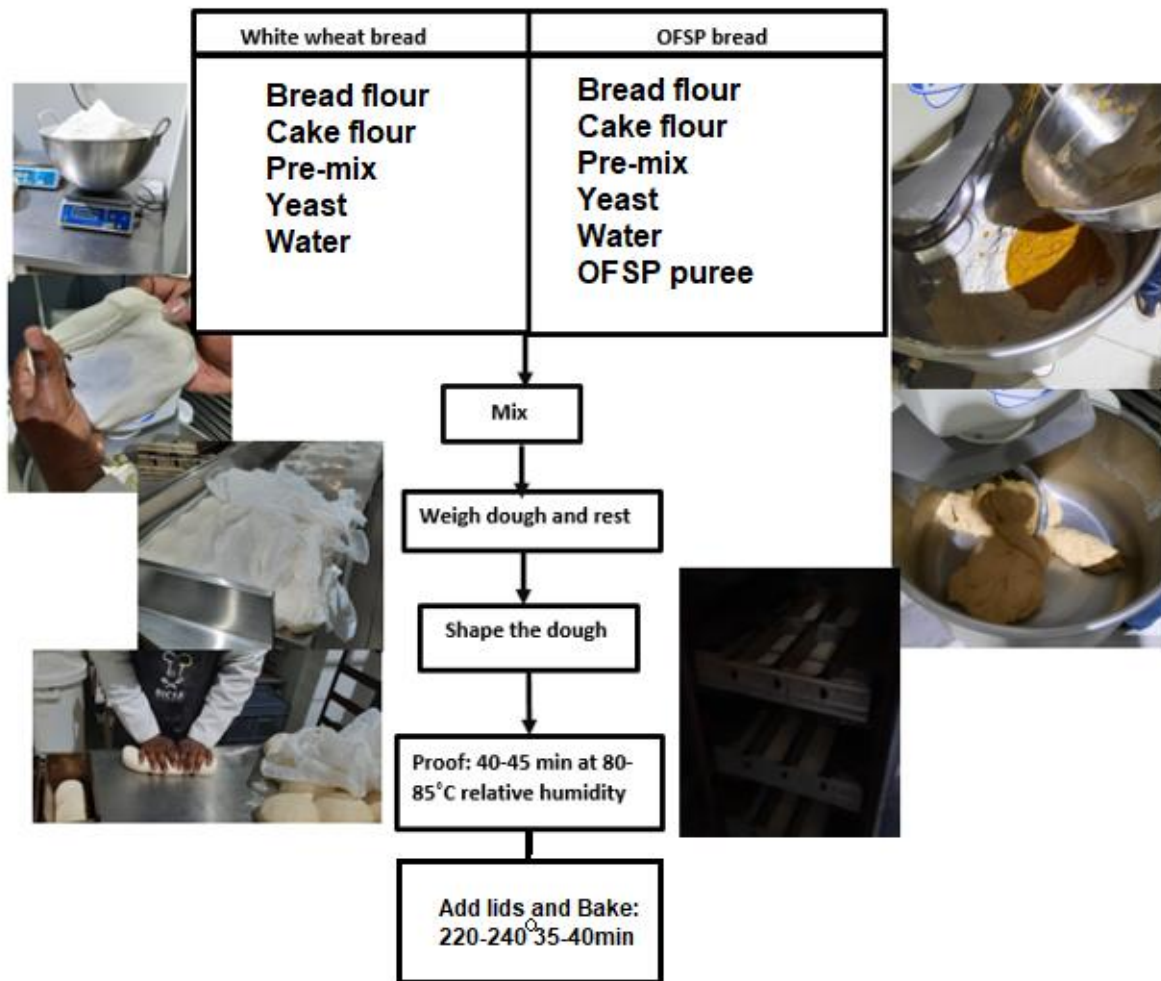 White wheat bread
OFSP bread
Bread flour
Cake flour
Pre-mix
Yeast
Water
Bread flour
Cake flour
Pre-mix
Yeast
Water
OFSP puree
Mix
Weigh dough and rest
Shape the dough
Proof: 40-45 min at 80-
85°C relative humidity
Add lids and Bake:
220-240°35-40min